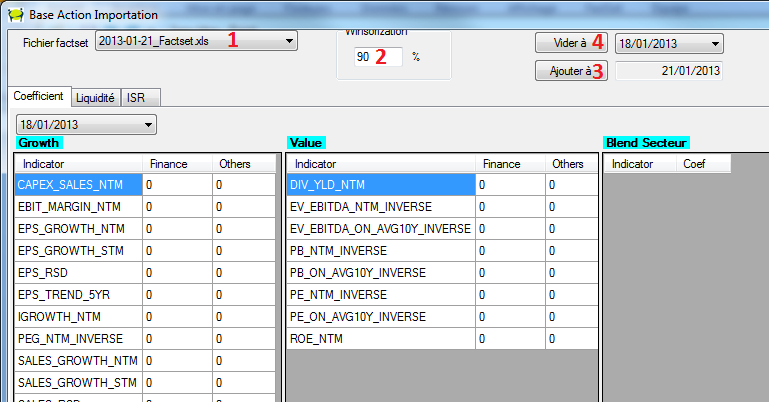 Base Action Importation
Fichier factset 2013-01-21_Factset.xls 1
Winsorization
90 2 %
Vider à 4 18/01/2013
Ajouter à 3 21/01/2013
Coefficient Liquidité ISR
18/01/2013
Growth Value Blend Secteur
Indicator Finance Others Indicator Finance Others Indicator Coef
CAPEX_SALES_NTM 0 0 DIV_YLD_NTM 0 0
EBIT_MARGIN_NTM 0 0 EV_EBITDA_NTM_INVERSE 0 0
EPS_GROWTH_NTM 0 0 EV_EBITDA_ON_AVG10Y_INVERSE 0 0
EPS_GROWTH_STM 0 0 PB_NTM_INVERSE 0 0
EPS_RSD 0 0 PB_ON_AVG10Y_INVERSE 0 0
EPS_TREND_5YR 0 0 PE_NTM_INVERSE 0 0
IGROWTH_NTM 0 0 PE_ON_AVG10Y_INVERSE 0 0
PEG_NTM_INVERSE 0 0 ROE_NTM 0 0
SALES_GROWTH_NTM 0 0
SALES_GROWTH_STM 0 0